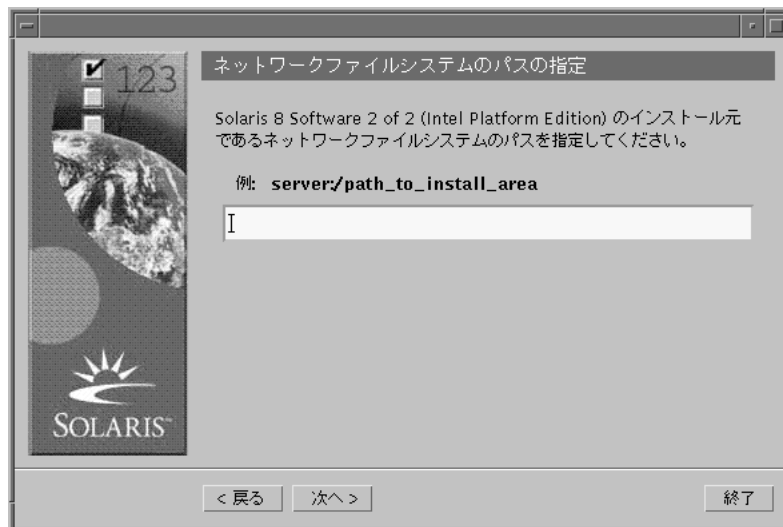 123
ネットワークファイルシステムのパスの指定
Solaris 8 Software 2 of 2 (Intel Platform Edition) のインストール元
であるネットワークファイルシステムのパスを指定してください。
例: server:/path_to_install_area
SOLARIS™
< 戻る
次へ >
終了